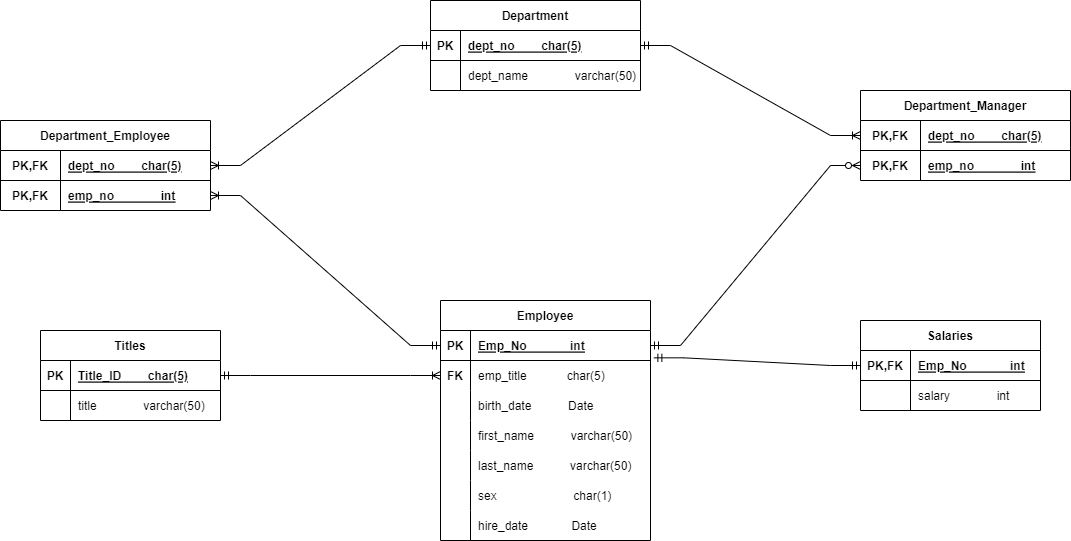 Department
PK dept_no char(5)
dept_name varchar(50)
Department_Employee
PK,FK dept_no char(5)
PK,FK emp_no int
Department_Manager
PK,FK dept_no char(5)
PK,FK emp_no int
Titles
PK Title_ID char(5)
title varchar(50)
Employee
PK Emp_No int
FK emp_title char(5)
birth_date Date
first_name varchar(50)
last_name varchar(50)
sex char(1)
hire_date Date
Salaries
PK,FK Emp_No int
salary int